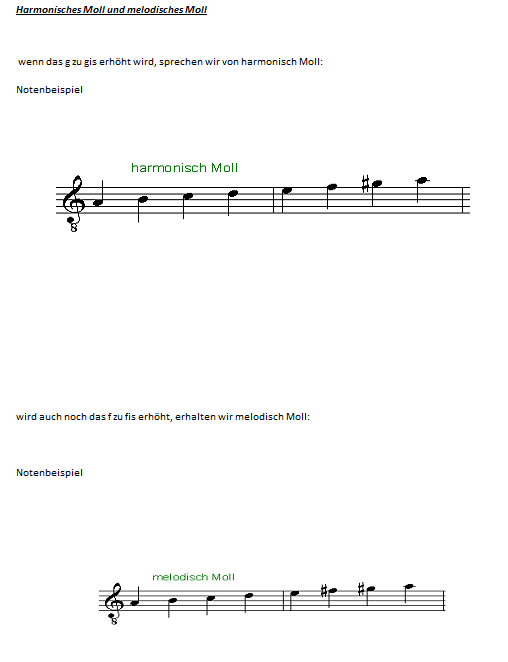 Harmonisches Moll und melodisches Moll
wenn das g zu gis erhöht wird, sprechen wir von harmonisch Moll:
Notenbeispiel
harmonisch Moll
8
wird auch noch das f zu fis erhöht, erhalten wir melodisch Moll:
Notenbeispiel
melodisch Moll
8